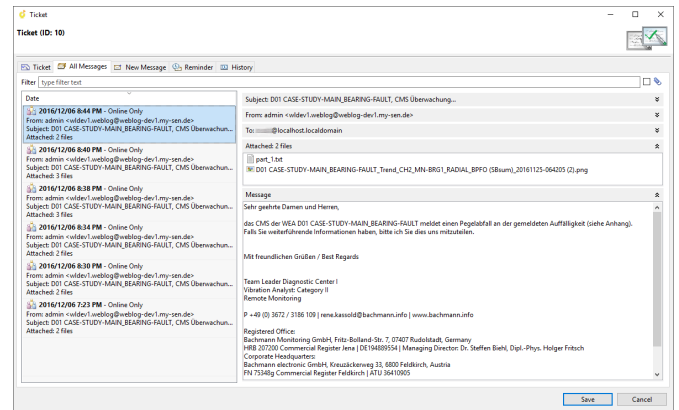 Ticket
Ticket (ID: 10)
Ticket
All Messages
New Message
Reminder
History
Filter
type filter text
Date
2016/12/06 8:44 PM - Online Only
From: admin <wldev1.weblog@weblog-dev1.my-sen.de>
Subject: D01 CASE-STUDY-MAIN_BEARING-FAULT, CMS Überwachun...
Attached: 2 files
2016/12/06 8:40 PM - Online Only
From: admin <wldev1.weblog@weblog-dev1.my-sen.de>
Subject: D01 CASE-STUDY-MAIN_BEARING-FAULT, CMS Überwachun...
Attached: 3 files
2016/12/06 8:38 PM - Online Only
From: admin <wldev1.weblog@weblog-dev1.my-sen.de>
Subject: D01 CASE-STUDY-MAIN_BEARING-FAULT, CMS Überwachun...
Attached: 3 files
2016/12/06 8:34 PM - Online Only
From: admin <wldev1.weblog@weblog-dev1.my-sen.de>
Subject: D01 CASE-STUDY-MAIN_BEARING-FAULT, CMS Überwachun...
Attached: 2 files
2016/12/06 8:30 PM - Online Only
From: admin <wldev1.weblog@weblog-dev1.my-sen.de>
Subject: D01 CASE-STUDY-MAIN_BEARING-FAULT, CMS Überwachun...
Attached: 2 files
2016/12/06 7:23 PM - Online Only
From: admin <wldev1.weblog@weblog-dev1.my-sen.de>
Subject: D01 CASE-STUDY-MAIN_BEARING-FAULT, CMS Überwachun...
Attached: 2 files
Subject: D01 CASE-STUDY-MAIN_BEARING-FAULT, CMS Überwachung...
From: admin <wldev1.weblog@weblog-dev1.my-sen.de>
To: @localhost.localdomain
Attached: 2 files
part_1.txt
D01 CASE-STUDY-MAIN_BEARING-FAULT_Trend_CH2_MN-BRG1_RADIAL_BPFO (SBsum)_20161125-064205 (2).png
Message
Sehr geehrte Damen und Herren,
das CMS der WEA D01 CASE-STUDY-MAIN_BEARING-FAULT meldet einen Pegelabfall an der gemeldeten Auffälligkeit (siehe Anhang).
Falls Sie weiterführende Informationen haben, bitte ich Sie dies uns mitzuteilen.
Mit freundlichen Grüßen / Best Regards
Team Leader Diagnostic Center I
Vibration Analyst: Category II
Remote Monitoring
P +49 (0) 3672 / 3186 109 | rene.kassold@bachmann.info | www.bachmann.info
Registered Office:
Bachmann Monitoring GmbH, Fritz-Bolland-Str. 7, 07407 Rudolstadt, Germany
HRB 207200 Commercial Register Jena | DE194889554 | Managing Director: Dr. Steffen Biehl, Dipl.-Phys. Holger Fritsch
Corporate Headquarters:
Bachmann electronic GmbH, Kreuzäckerweg 33, 6800 Feldkirch, Austria
FN 75348g Commercial Register Feldkirch | ATU 36410905
Save
Cancel